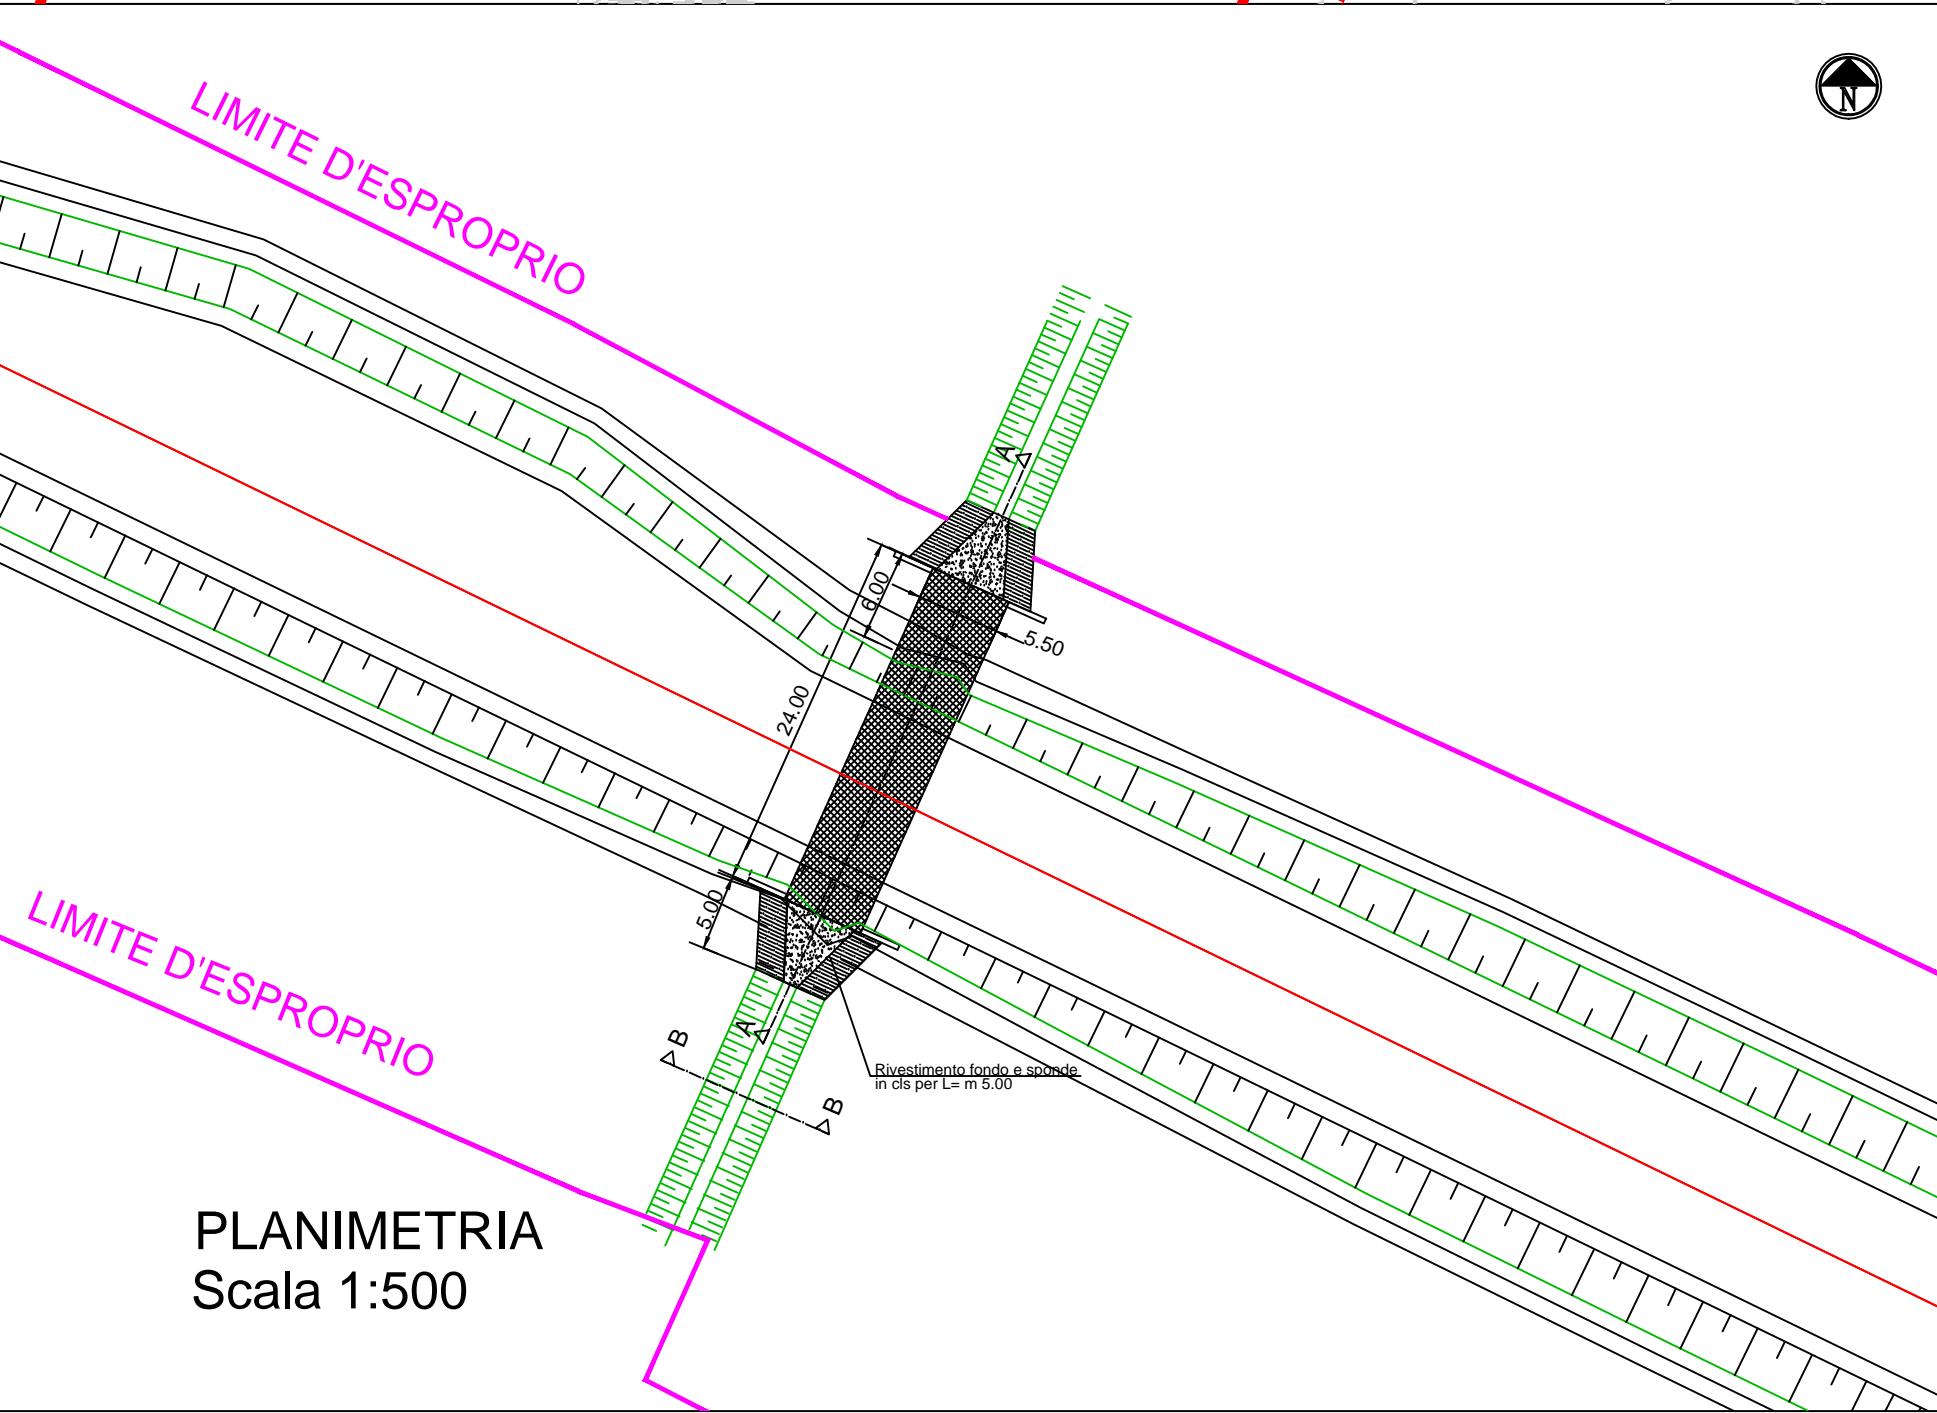 N
LIMITE D'ESPROPRIO
A
6.00
5.50
24.00
5.00
LIMITE D'ESPROPRIO
A
B
B
Rivestimento fondo e sponde
in cls per L= m 5.00
PLANIMETRIA
Scala 1:500